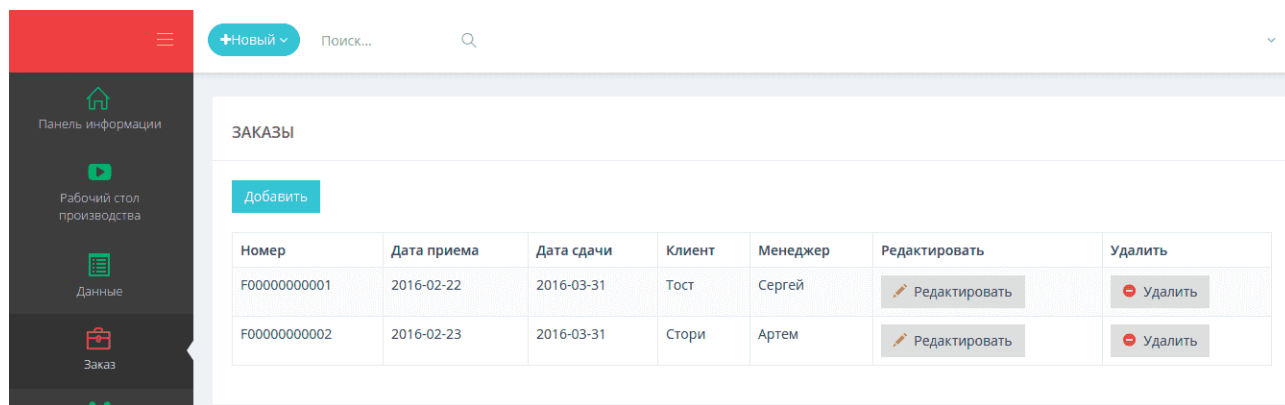 +Новый
Поиск...
Панель информации
Рабочий стол
производства
Данные
Заказ
ЗАКАЗЫ
Добавить
Номер Дата приема Дата сдачи Клиент Менеджер Редактировать Удалить
F00000000001 2016-02-22 2016-03-31 Тост Сергей Редактировать Удалить
F00000000002 2016-02-23 2016-03-31 Стори Артем Редактировать Удалить